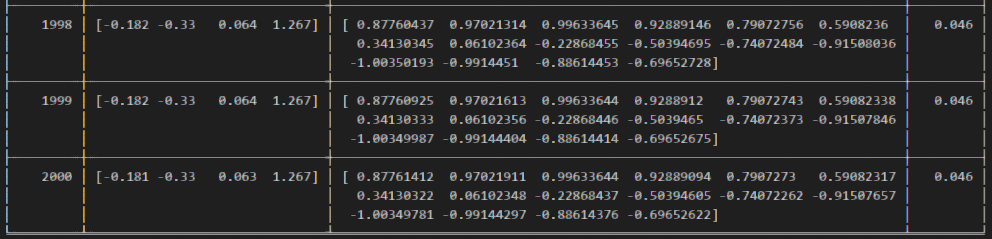 1998 [-0.182 -0.33 0.064 1.267] [ 0.87760437 0.97021314 0.99633645 0.92889146 0.79072756 0.5908236 0.046
0.34130345 0.06102364 -0.22868455 -0.50394695 -0.74072484 -0.91508036
-1.00350193 -0.9914451 -0.88614453 -0.69652728]
1999 [-0.182 -0.33 0.064 1.267] [ 0.87760925 0.97021613 0.99633644 0.9288912 0.79072743 0.59082338 0.046
0.34130333 0.06102356 -0.22868446 -0.5039465 -0.74072373 -0.91507846
-1.00349987 -0.99144404 -0.88614414 -0.69652675]
2000 [-0.181 -0.33 0.063 1.267] [ 0.87761412 0.97021911 0.99633644 0.92889094 0.7907273 0.59082317 0.046
0.34130322 0.06102348 -0.22868437 -0.50394605 -0.74072262 -0.91507657
-1.00349781 -0.99144297 -0.88614376 -0.69652622]